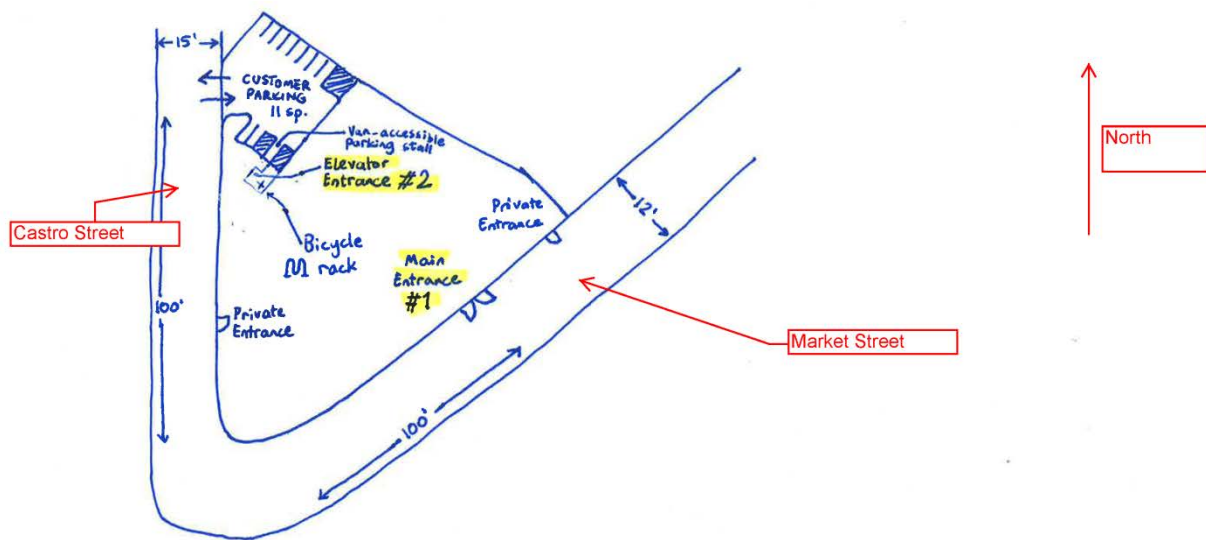 15'
CUSTOMER
PARKING
11 sp.
Van-accessible
parking stall
Elevator
Entrance #2
Bicycle
rack
Private
Entrance
Main
Entrance
#1
12'
100'
Private
Entrance
100'
Castro Street
Market Street
North